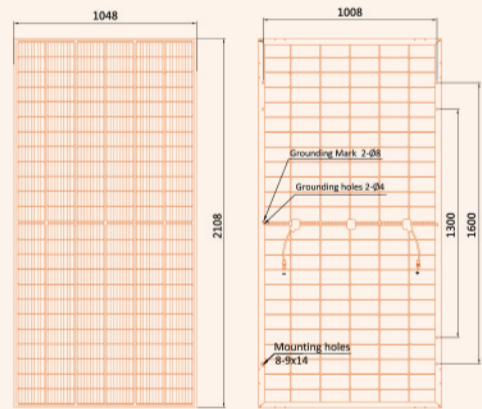 1048
1008
Grounding Mark 2-Ø8
Grounding holes 2-Ø4
2108
1300
1600
Mounting holes
8-9x14
-
+